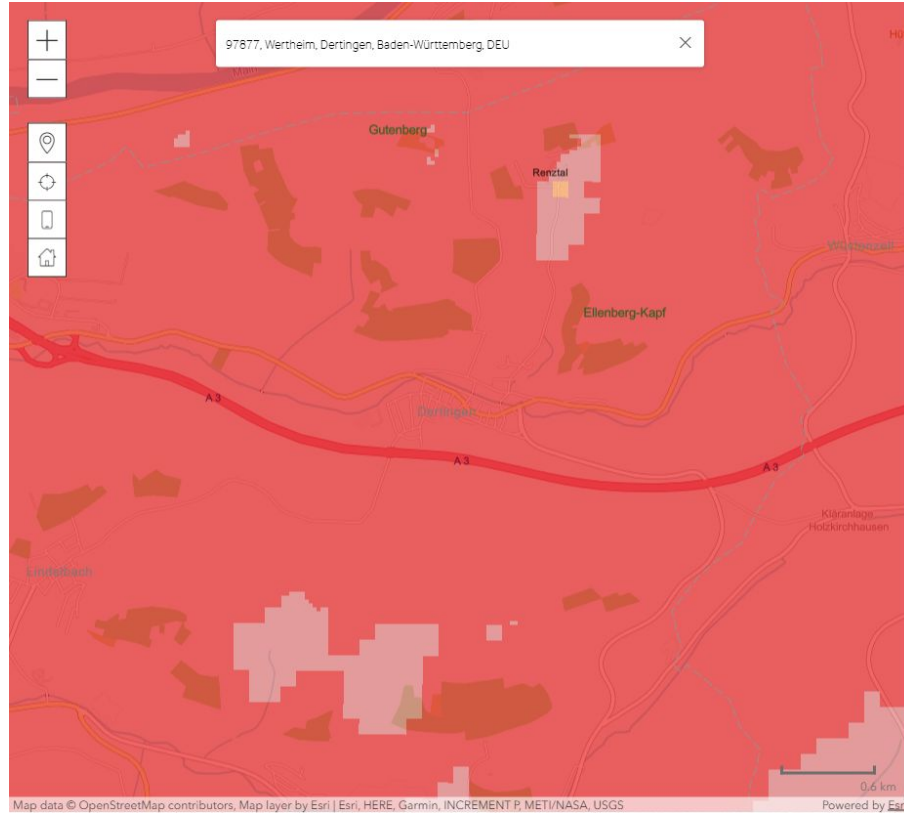 97877, Wertheim, Dertingen, Baden-Württemberg, DEU
Main
Gutenberg
Renztal
Wüstenzell
Ellenberg-Kapf
A 3
Dertingen
A 3
A 3
Kläranlage
Holzkirchhausen
Lindelbach
0,6 km
Map data © OpenStreetMap contributors, Map layer by Esri | Esri, HERE, Garmin, INCREMENT P, METI/NASA, USGS
Powered by Esri